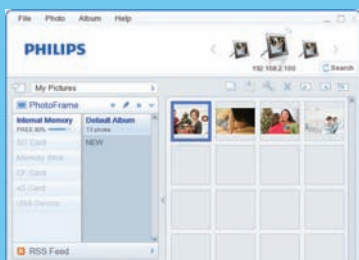 File Photo Album Help
PHILIPS
192.168.2.100 Search
My Pictures
PhotoFrame
Internal Memory Default Album
FREE 80% 13 photos
SD Card NEW
Memory Stick
CF Card
xD Card
USB Device
RSS Feed